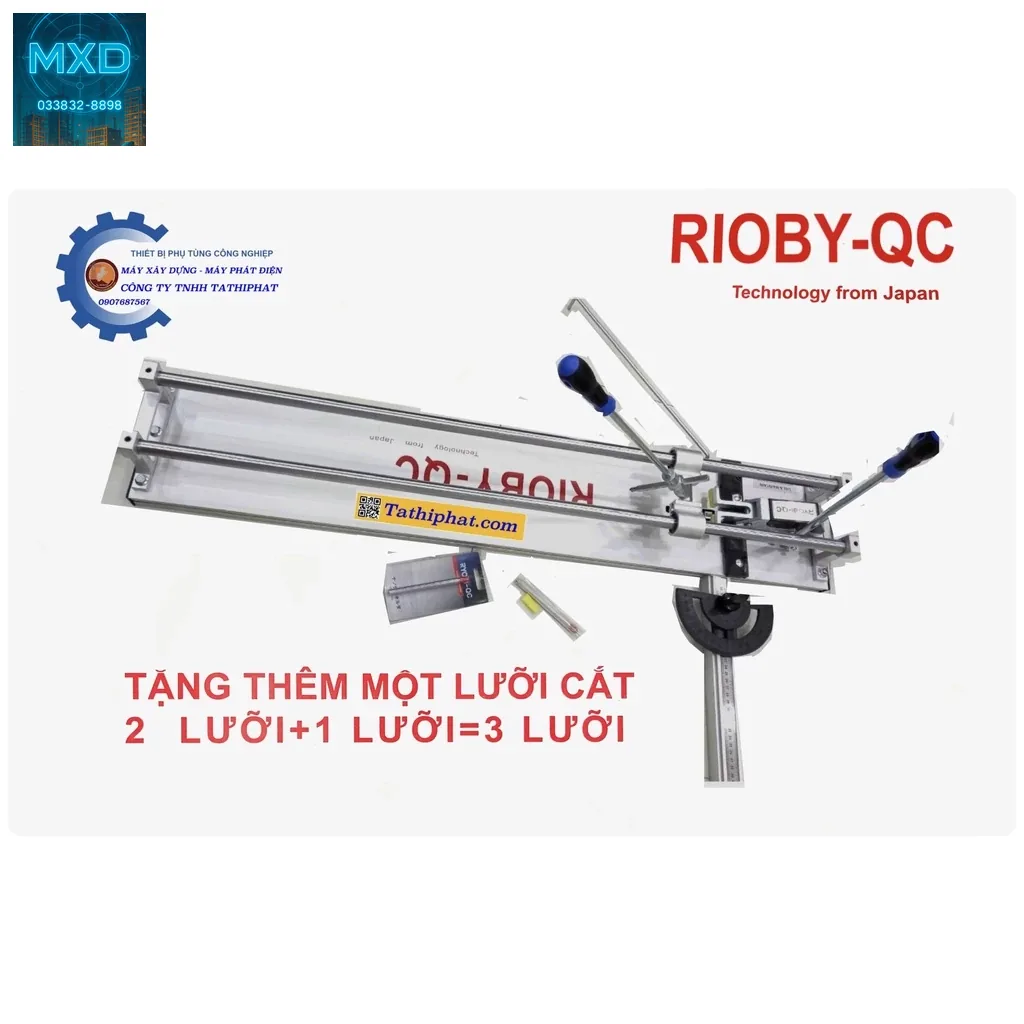 MXD
033832-8898
THIẾT BỊ PHỤ TÙNG CÔNG NGHIỆP
MÁY XÂY DỰNG - MÁY PHÁT ĐIỆN
CÔNG TY TNHH TATHIPHAT
0907687567
RIOBY-QC
Technology from Japan
Technology from Japan
RIOBY-QC
Tathiphat.com
TẶNG THÊM MỘT LƯỠI CẮT
2 LƯỠI+1 LƯỠI=3 LƯỠI